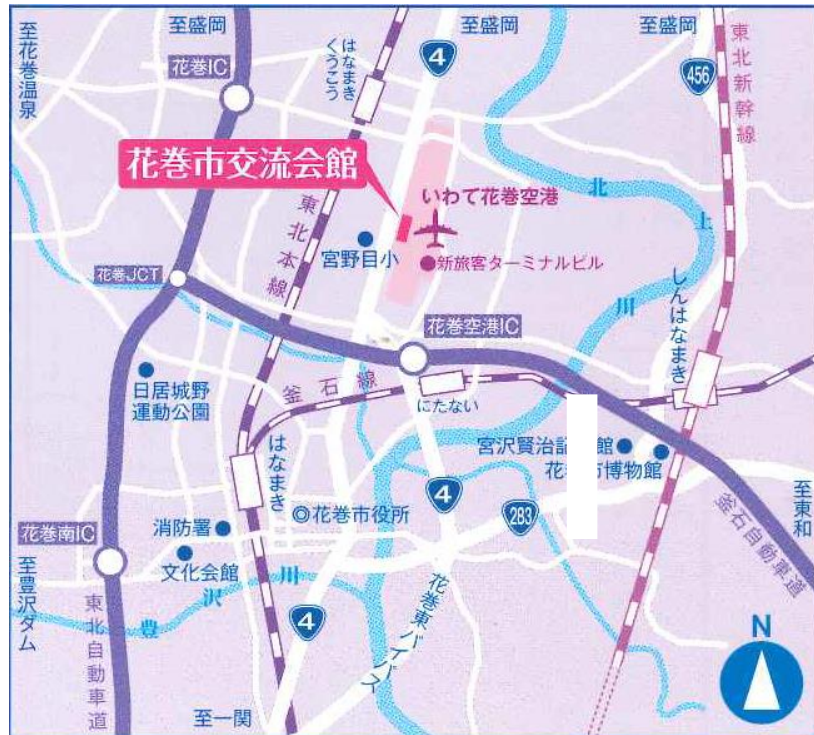 至盛岡
至盛岡
至盛岡
至花巻温泉
花巻IC
はなまき
くうこう
4
456
東北新幹線
花巻市交流会館
いわて花巻空港
北上川
東北本線
宮野目小
新旅客ターミナルビル
花巻JCT
しんはなまき
花巻空港IC
日居城野
運動公園
釜石線
にたない
はなまき
宮沢賢治記
館
花
市博物館
4
283
至東和
釜石自動車道
花巻市役所
消防署
花巻南IC
文化会館
至豊沢ダム
豊沢川
4
花巻東バイパス
東北自動車道
至一関
N